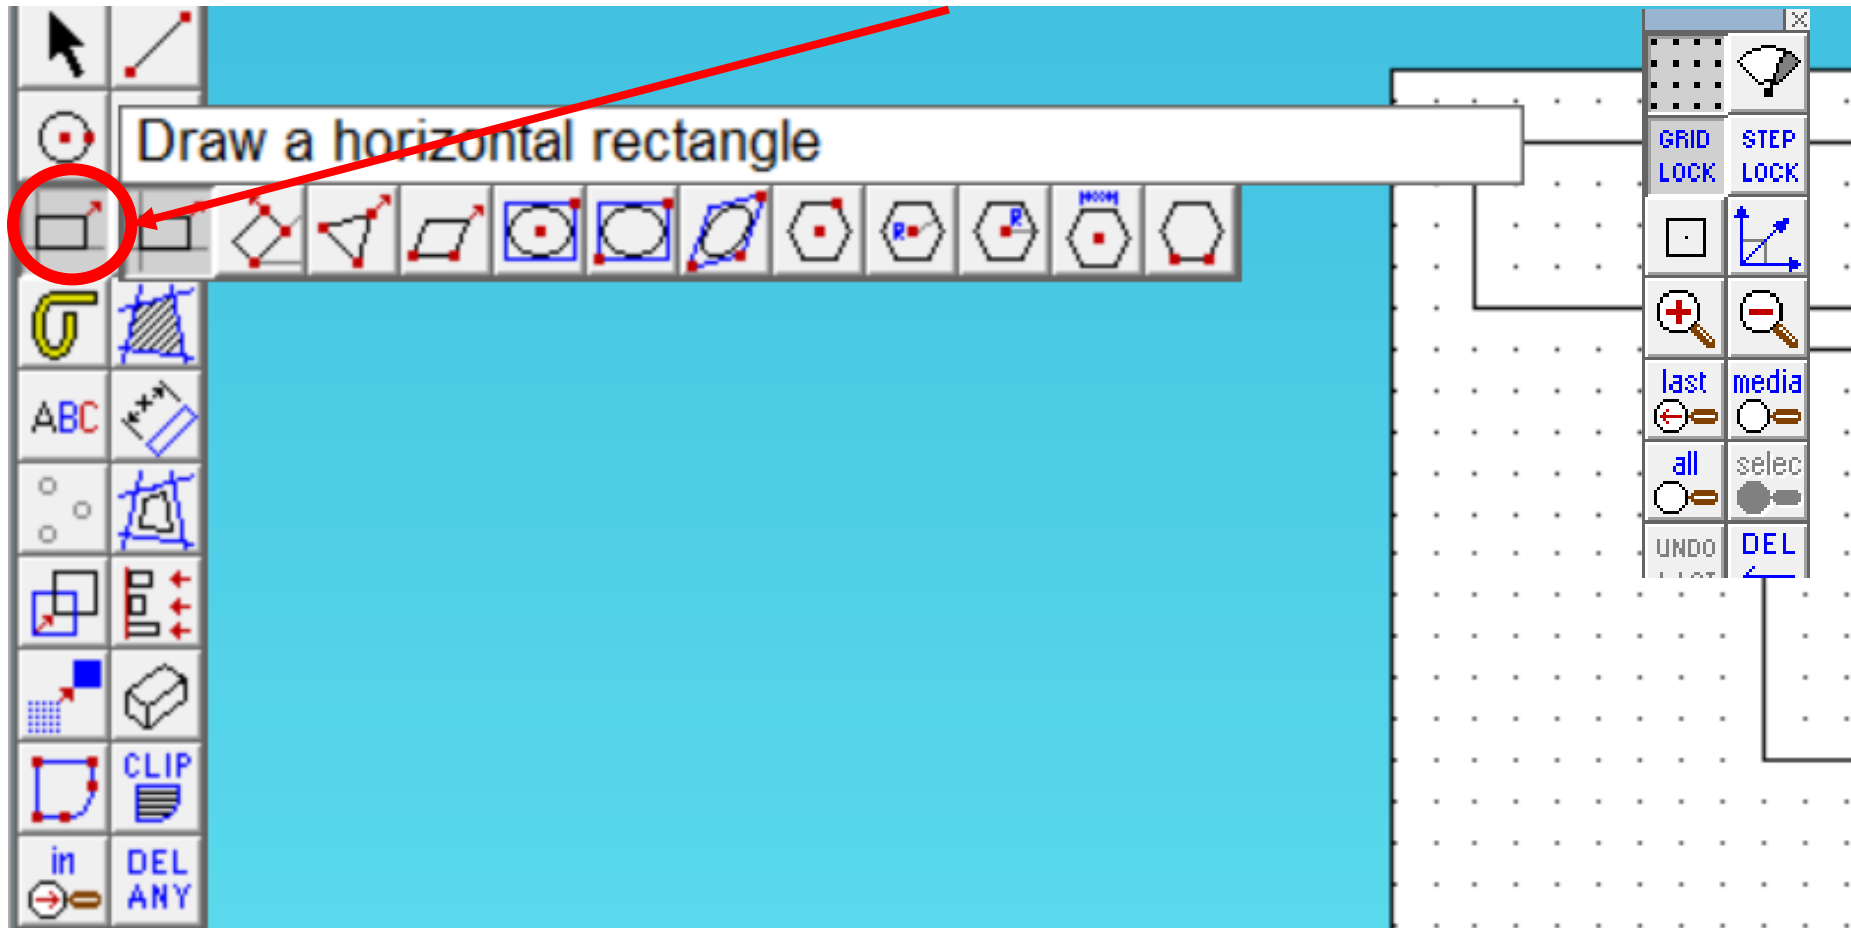 Draw a horizontal rectangle
R
R
ABC
CLIP
in
DEL
ANY
GRID
LOCK
STEP
LOCK
last
media
all
selec
UNDO
DEL